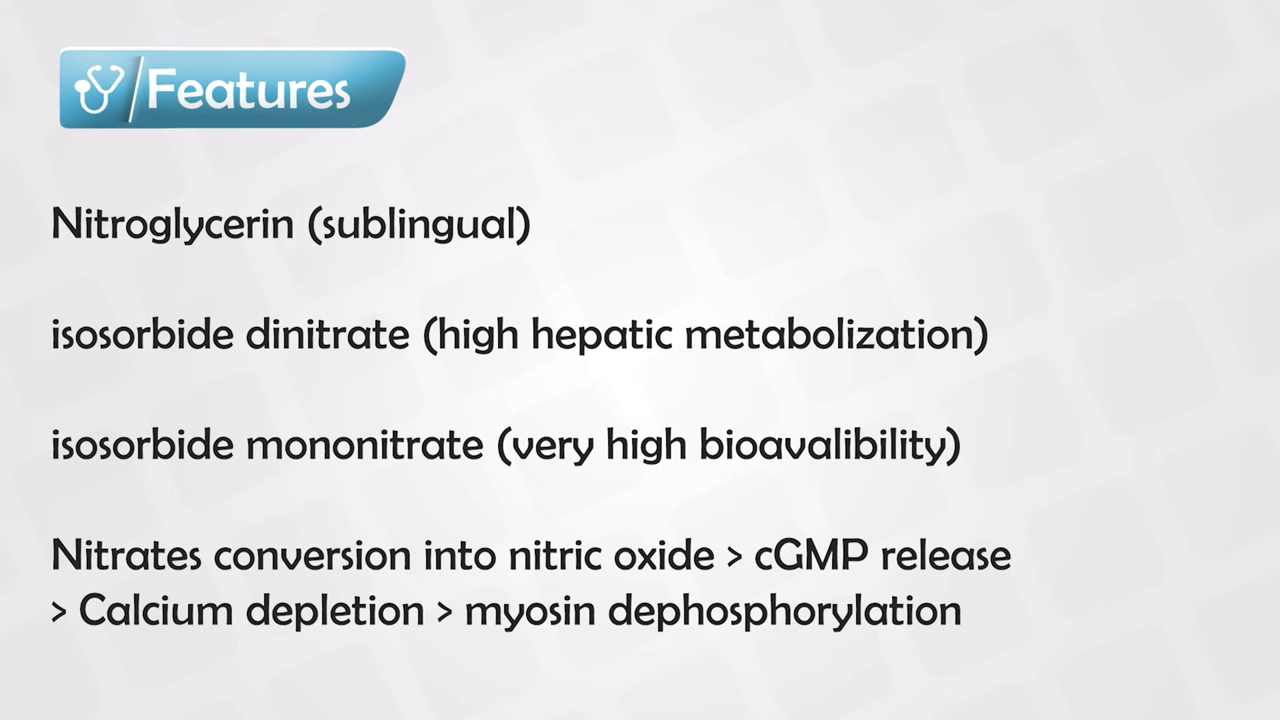 Features
Nitroglycerin (sublingual)
isosorbide dinitrate (high hepatic metabolization)
isosorbide mononitrate (very high bioavalibility)
Nitrates conversion into nitric oxide > cGMP release
> Calcium depletion > myosin dephosphorylation